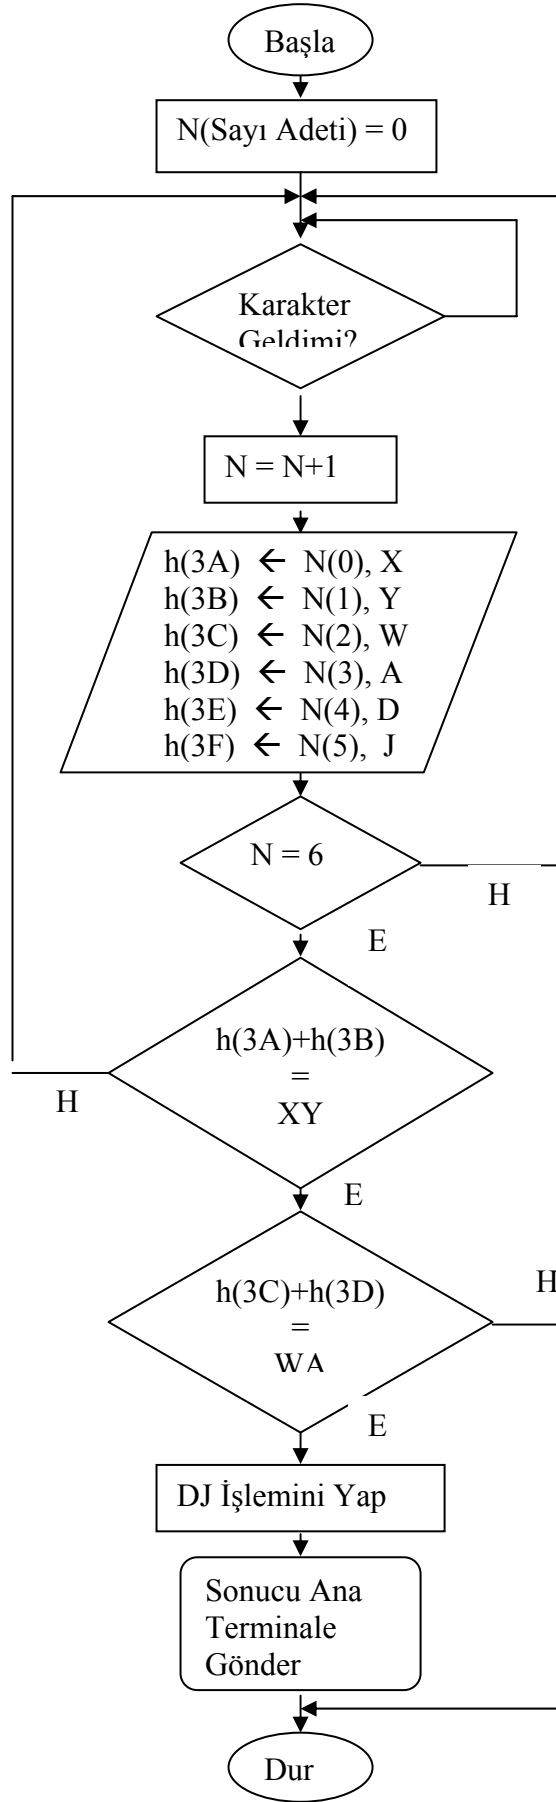 Başla
N(Sayı Adeti) = 0
Karakter
Geldimi?
N = N+1
h(3A) ← N(0), X
h(3B) ← N(1), Y
h(3C) ← N(2), W
h(3D) ← N(3), A
h(3E) ← N(4), D
h(3F) ← N(5), J
N = 6
H
E
h(3A)+h(3B)
=
XY
H
E
h(3C)+h(3D)
=
WA
H
E
DJ İşlemini Yap
Sonucu Ana
Terminale
Gönder
Dur